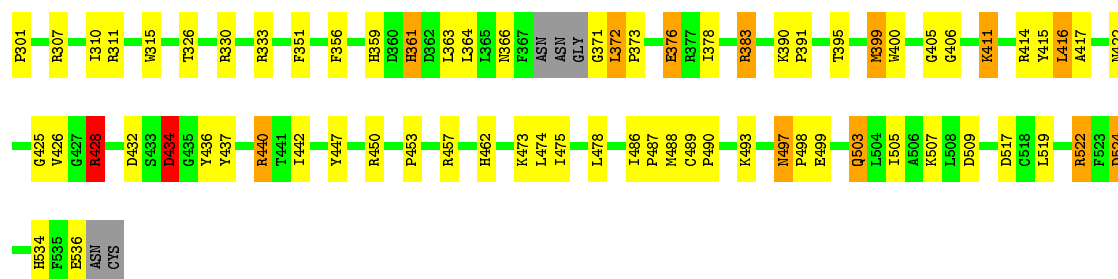 P301 R307 I310 R311 W315 T326 R330 R333 F351 F356 H359 D360 H361 D362 L363 L364 L365 N366 F367 ASN ASN GLY G371 L372 P373 E376 R377 I378 R383 K390 P391 T395 M399 W400 G405 G406 K411 R414 Y415 L416 A417
G425 V426 G427 R428 D432 S433 D434 G435 Y436 Y437 R440 T441 I442 Y447 R450 P453 R457 H462 K473 L474 I475 L478 I486 P487 M488 C489 P490 K493 N497 P498 E499 Q503 L504 I505 A506 K507 L508 D509 D517 C518 L519 R522 F523
H534 F535 E536 ASN CYS